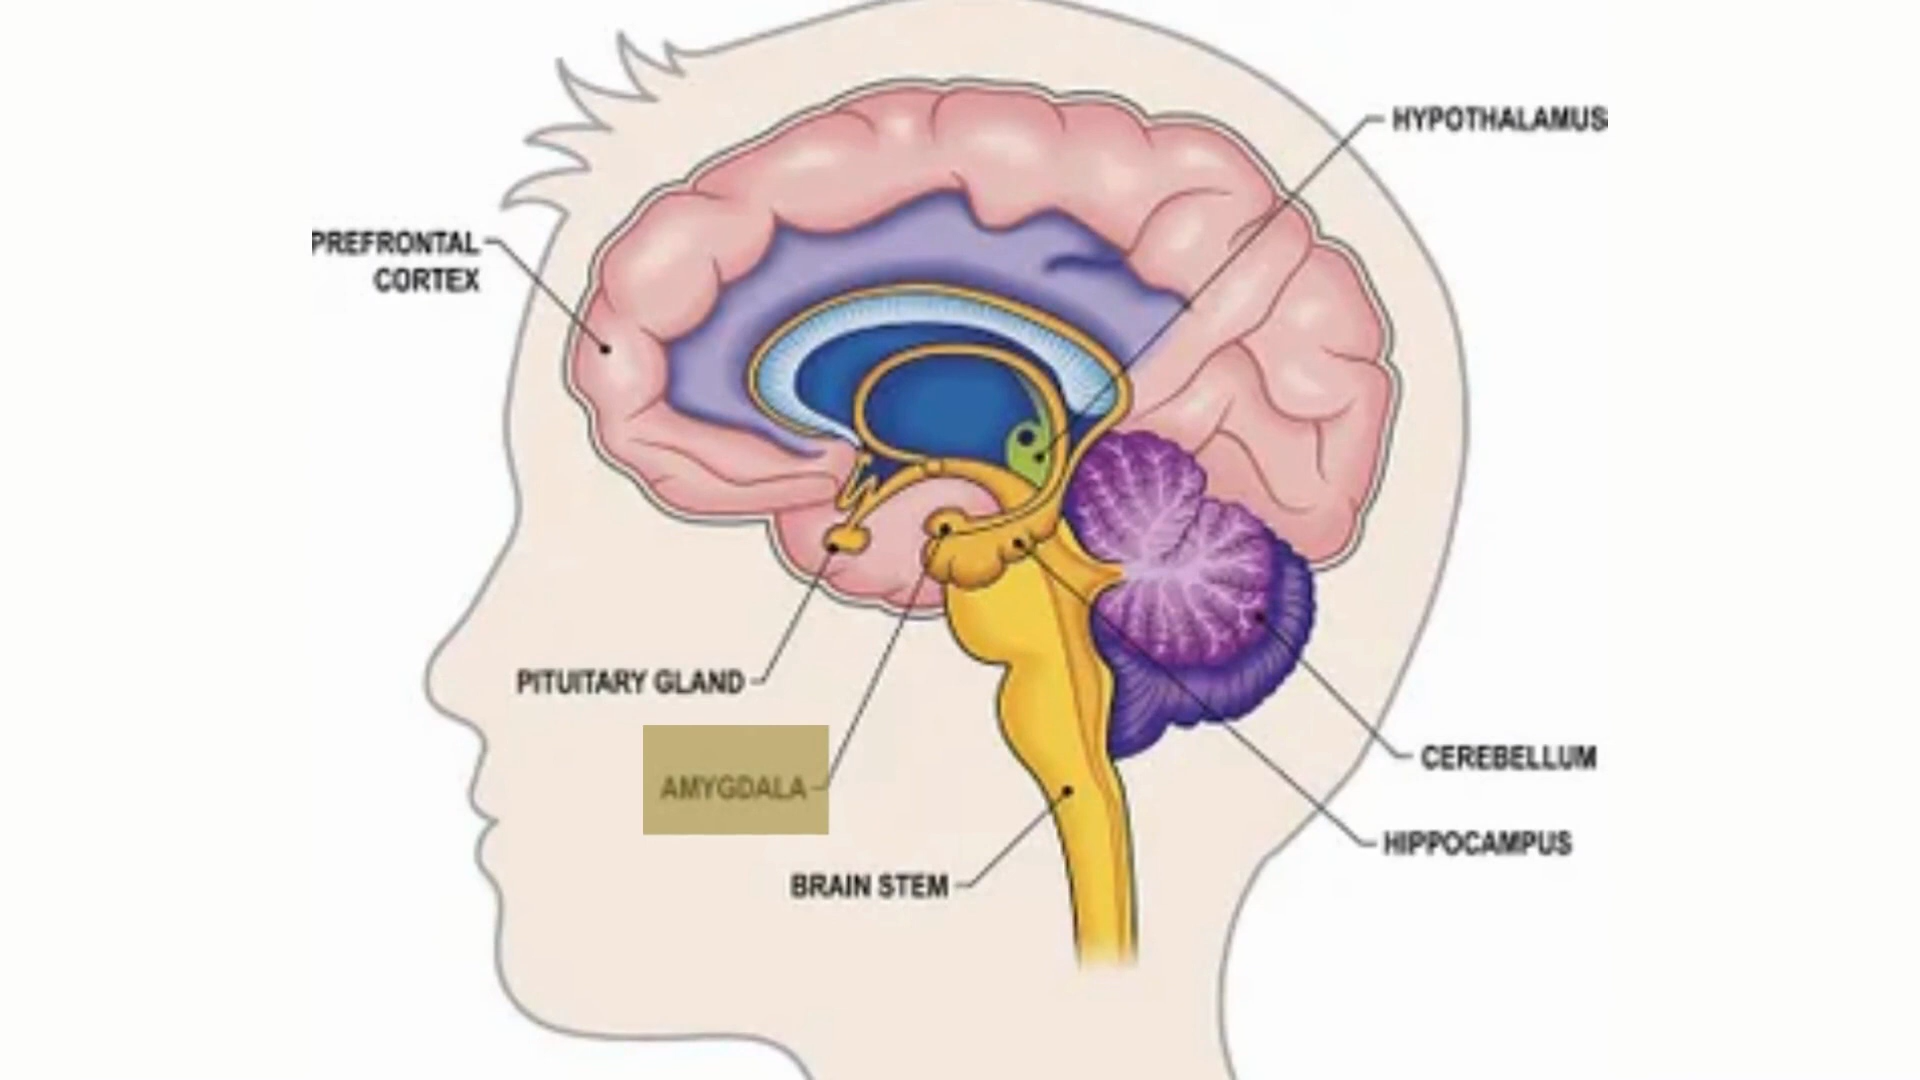 HYPOTHALAMUS
PREFRONTAL
CORTEX
PITUITARY GLAND
AMYGDALA
CEREBELLUM
HIPPOCAMPUS
BRAIN STEM